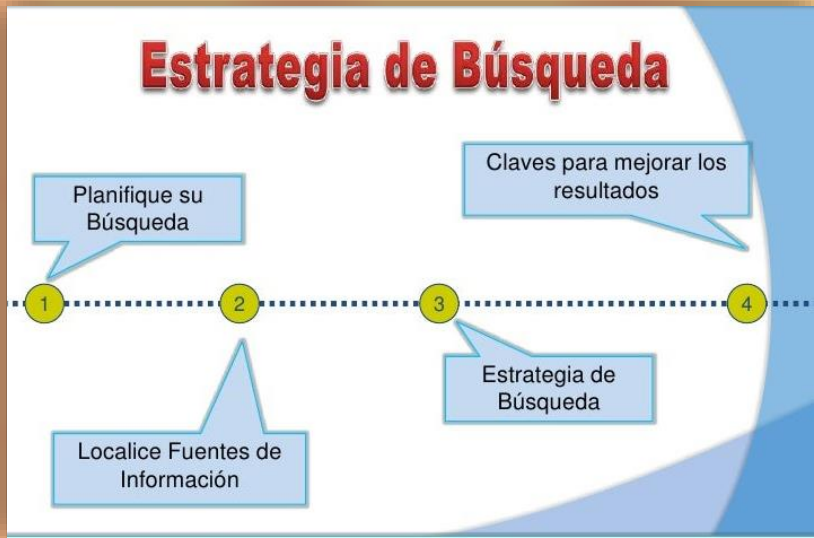 Estrategia de Búsqueda
Planifique su
Búsqueda
Claves para mejorar los
resultados
1
2
3
4
Estrategia de
Búsqueda
Localice Fuentes de
Información